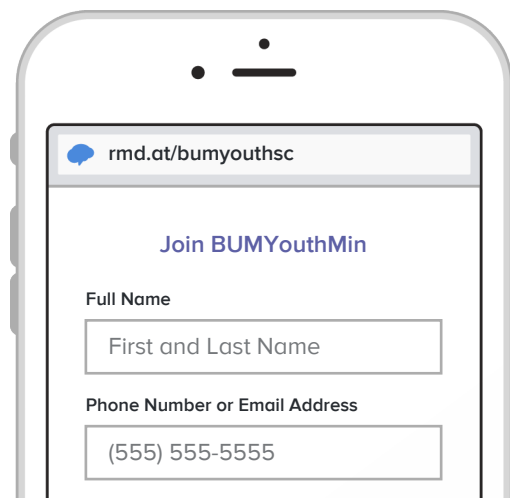 rmd.at/bumyouthsc
Join BUMYouthMin
Full Name
First and Last Name
Phone Number or Email Address
(555) 555-5555